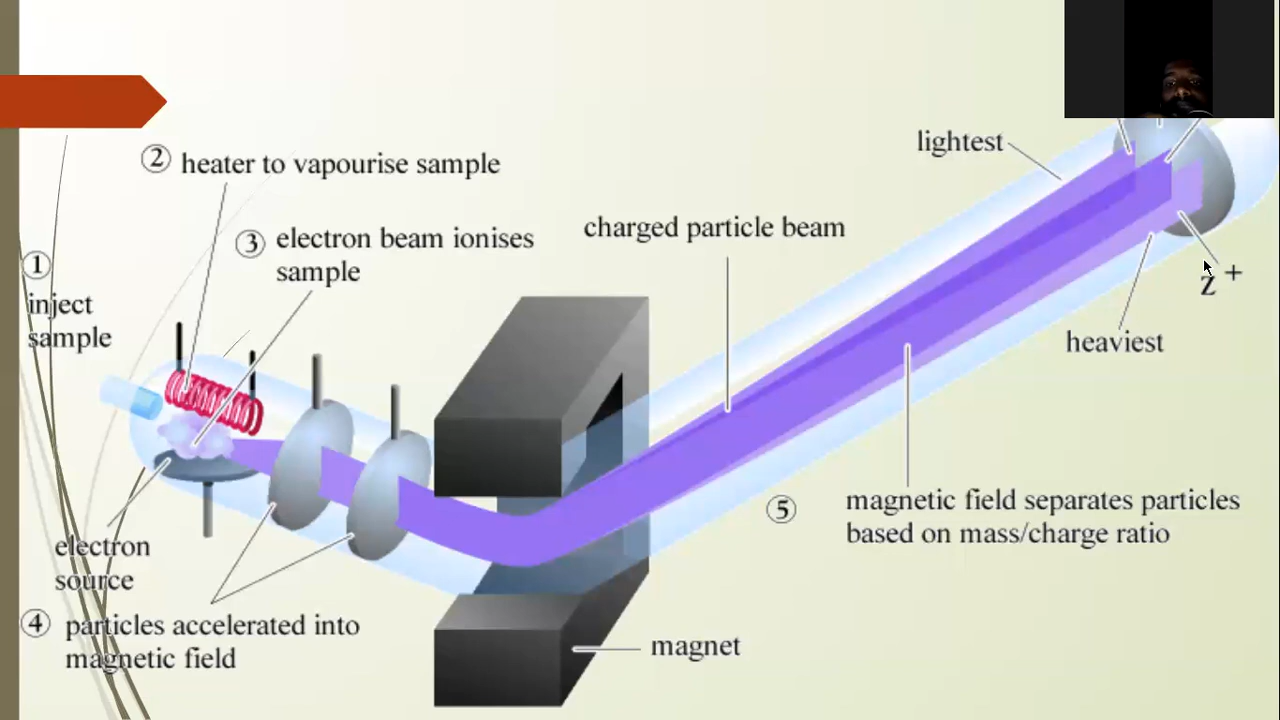 ② heater to vapourise sample
③ electron beam ionises
sample
①
inject
sample
electron
source
④ particles accelerated into
magnetic field
charged particle beam
magnet
lightest
z +
heaviest
⑤ magnetic field separates particles
based on mass/charge ratio